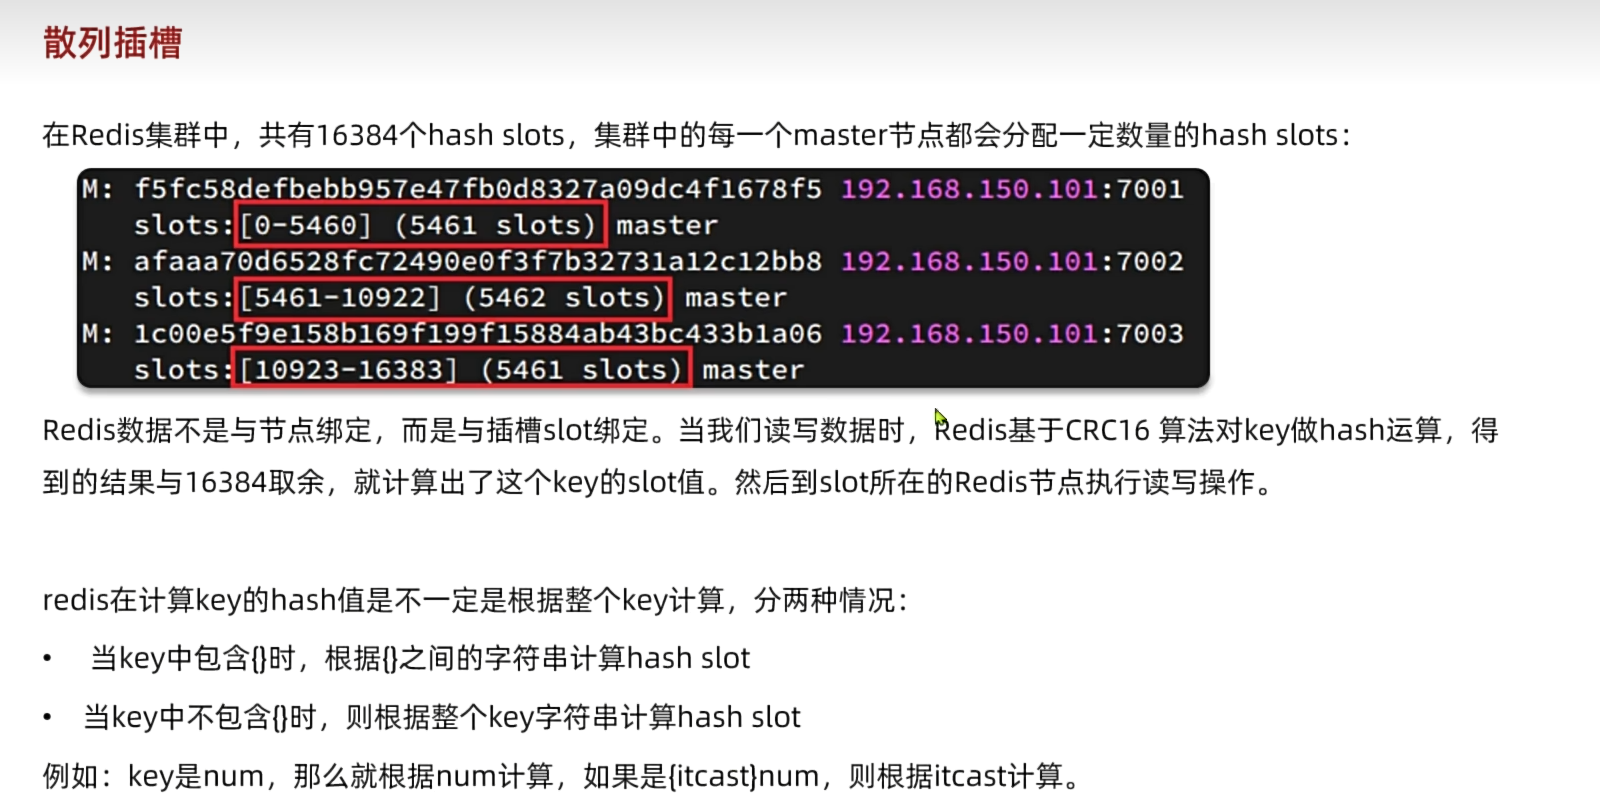 散列插槽
在Redis集群中，共有16384个hash slots，集群中的每一个master节点都会分配一定数量的hash slots：
M: f5fc58defbebb957e47fb0d8327a09dc4f1678f5 192.168.150.101:7001
slots:[0-5460] (5461 slots) master
M: afaaa70d6528fc72490e0f3f7b32731a12c12bb8 192.168.150.101:7002
slots:[5461-10922] (5462 slots) master
M: 1c00e5f9e158b169f199f15884ab43bc433b1a06 192.168.150.101:7003
slots:[10923-16383] (5461 slots) master
Redis数据不是与节点绑定，而是与插槽slot绑定。当我们读写数据时，Redis基于CRC16 算法对key做hash运算，得
到的结果与16384取余，就计算出了这个key的slot值。然后到slot所在的Redis节点执行读写操作。
redis在计算key的hash值是不一定是根据整个key计算，分两种情况：
• 当key中包含{}时，根据{}之间的字符串计算hash slot
• 当key中不包含{}时，则根据整个key字符串计算hash slot
例如：key是num，那么就根据num计算，如果是{itcast}num，则根据itcast计算。